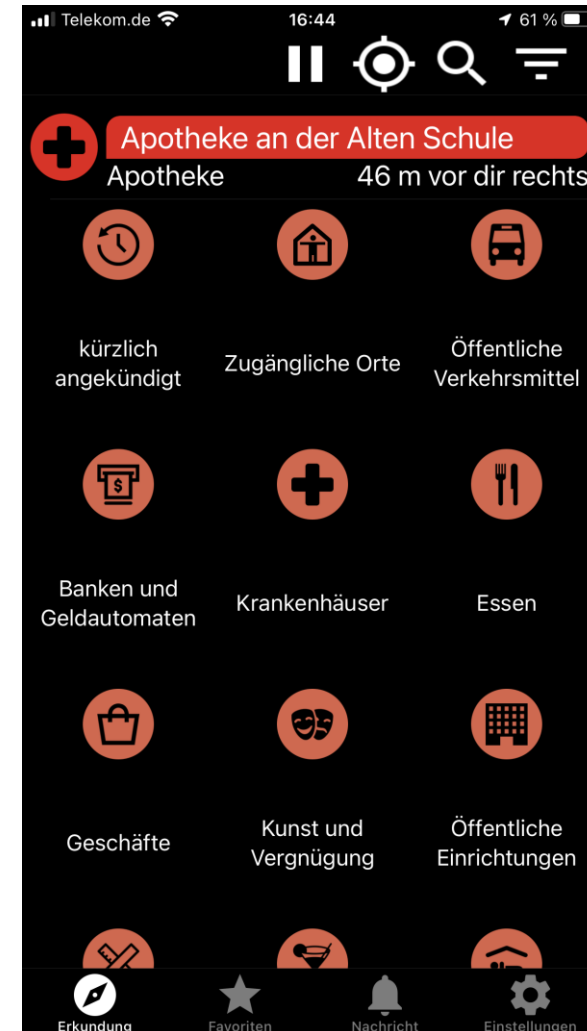 Telekom.de 16:44 61 %
Apotheke an der Alten Schule
Apotheke 46 m vor dir rechts
kürzlich
angekündigt
Zugängliche Orte
Öffentliche
Verkehrsmittel
Banken und
Geldautomaten
Krankenhäuser
Essen
Geschäfte
Kunst und
Vergnügung
Öffentliche
Einrichtungen
Erkundung Favoriten Nachricht Einstellungen